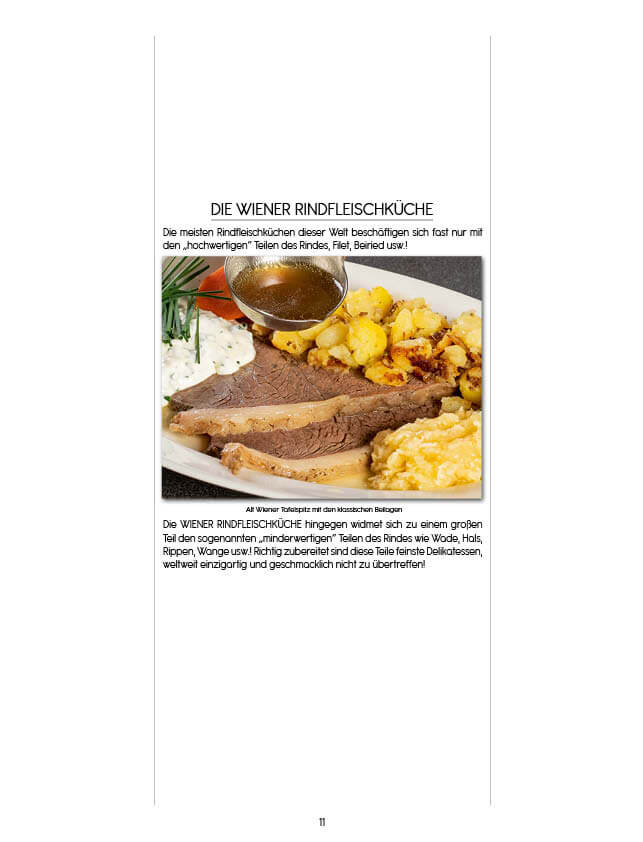 DIE WIENER RINDFLEISCHKÜCHE
Die meisten Rindfleischküchen dieser Welt beschäftigen sich fast nur mit
den „hochwertigen” Teilen des Rindes, Filet, Beiried usw.!
Alt Wiener Tafelspitz mit den klassischen Beilagen
Die WIENER RINDFLEISCHKÜCHE hingegen widmet sich zu einem großen
Teil den sogenannten „minderwertigen” Teilen des Rindes wie Wade, Hals,
Rippen, Wange usw.! Richtig zubereitet sind diese Teile feinste Delikatessen,
weltweit einzigartig und geschmacklich nicht zu übertreffen!
11